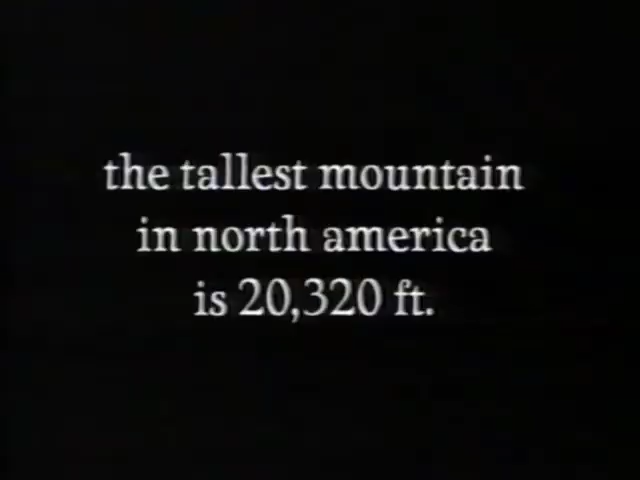 the tallest mountain
in north america
is 20,320 ft.